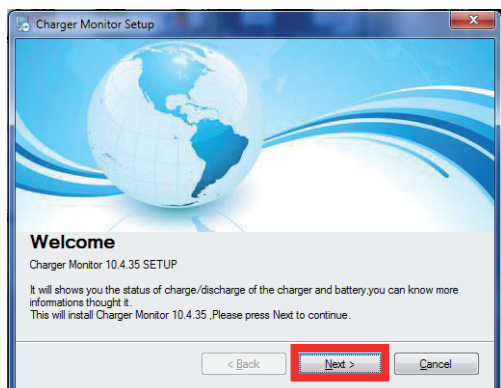 Charger Monitor Setup
Welcome
Charger Monitor 10.4.35 SETUP
It will shows you the status of charge/discharge of the charger and battery,you can know more
informations thought it.
This will install Charger Monitor 10.4.35 ,Please press Next to continue.
< Back Next > Cancel